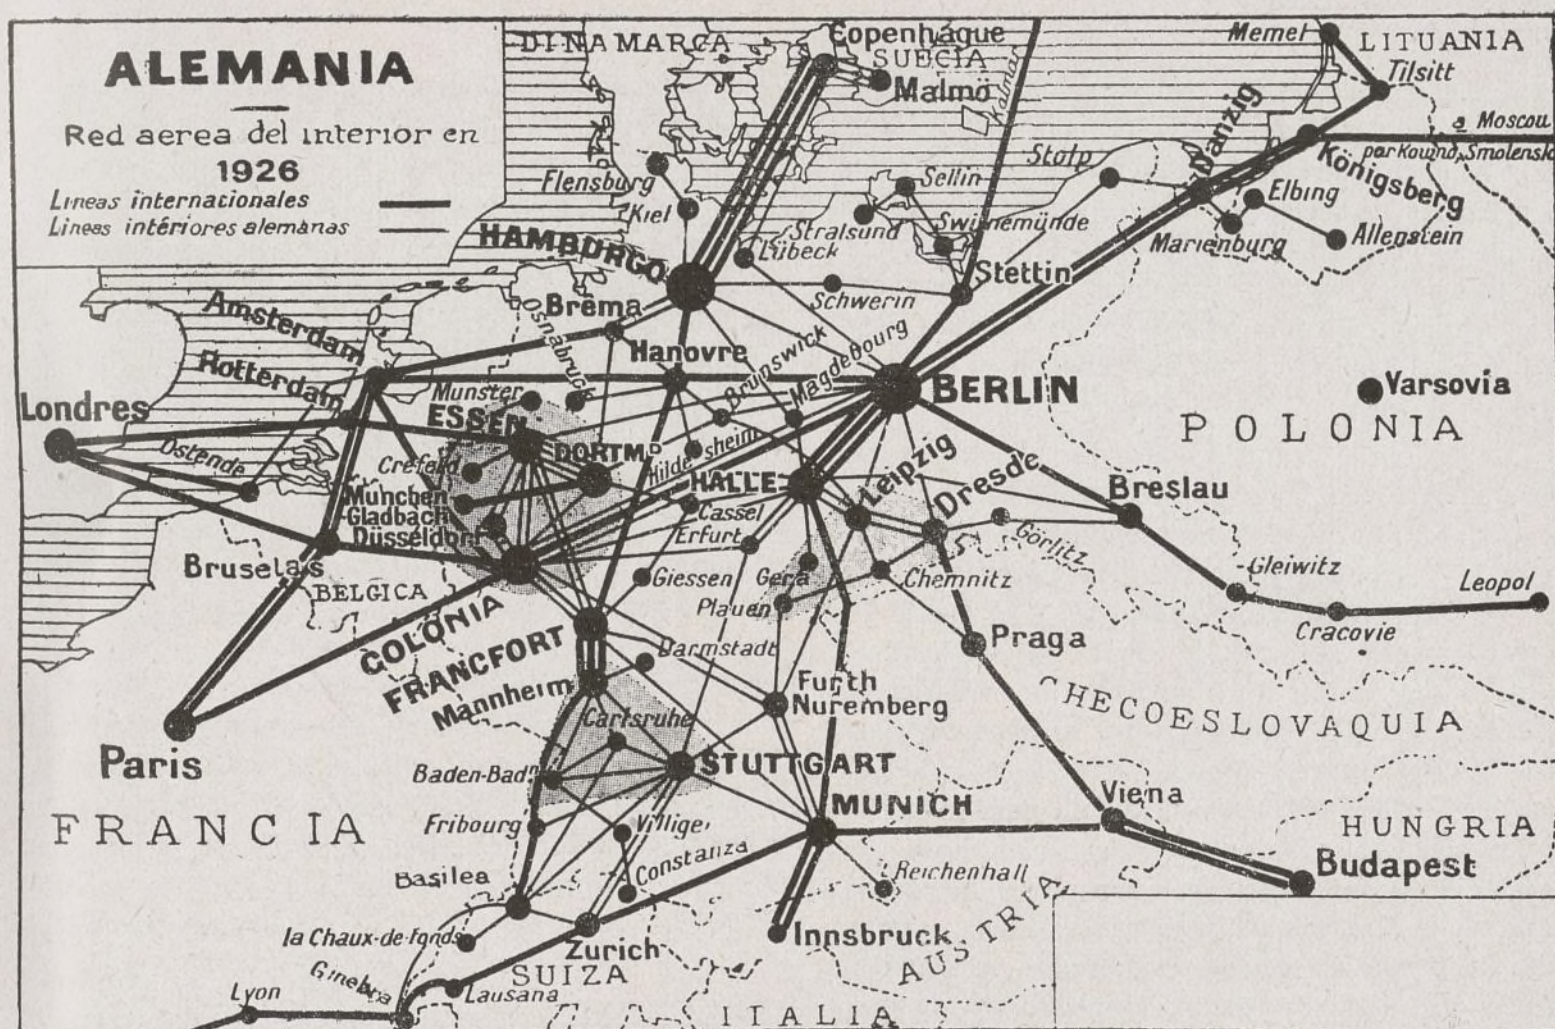 ALEMANIA
Red aerea del interior en
1926
Lineas internacionales
Lineas intériores alemanas
DINAMARCA
Copenhague
SUECIA
Malmö
Kalmar
Memel
LITUANIA
Tilsitt
a Moscou
par Kowno, Smolensk
Königsberg
Danzig
Stolp
Elbing
Marienburg
Allenstein
Flensburg
Kiel
Sellin
Stralsund
Swinemünde
HAMBURGO
Lübeck
Stettin
Schwerin
Brêma
Osnabruck
Amsterdam
Hanovre
Brunswick
Magdebourg
Rotterdam
Munster
BERLIN
Varsovia
POLONIA
Londres
ESSEN
Ostende
DORTMD
Crefeld
Hildesheim
HALLE
Leipzig
Dresde
Breslau
Munchen
-Gladbach
Düsseldorf
Cassel
Erfurt
Görlitz
Bruselas
BELGICA
Giessen
Gera
Chemnitz
Gleiwitz
Leopol
Plauen
Cracovie
COLONIA
FRANCFORT
Darmstadt
Praga
Mannheim
Furth
Nuremberg
CHECOESLOVAQUIA
Carlsruhe
Paris
Baden-Badn
STUTTGART
MUNICH
Viena
FRANCIA
Fribourg
Villige
HUNGRIA
Constanza
Reichenhall
Budapest
Basilea
la Chaux-de-fonds
Zurich
Innsbruck
AUSTRIA
Ginebra
SUIZA
Lyon
Lausana
ITALIA